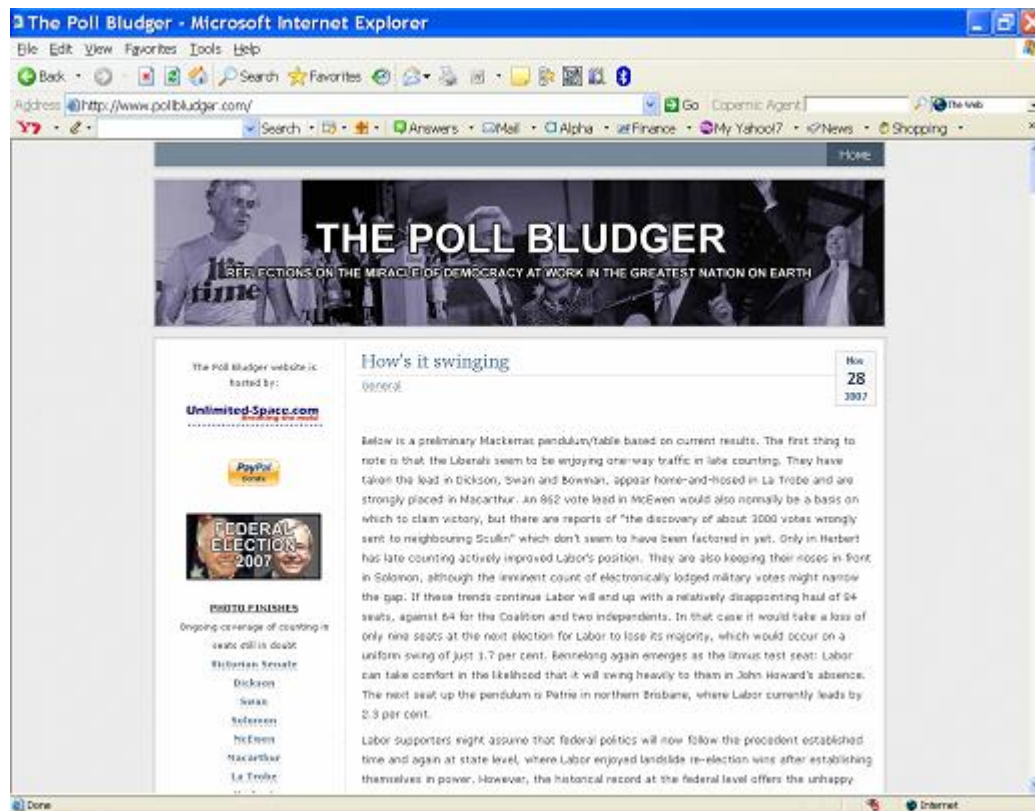 The Poll Bludger - Microsoft Internet Explorer
File Edit View Favorites Tools Help
Back Search Favorites
Address http://www.pollbludger.com/ Go Copernic Agent The Web
Y7 Search Answers Mail Alpha Finance My Yahoo!7 News Shopping
HOME
It's time
THE POLL BLUDGER
REFLECTIONS ON THE MIRACLE OF DEMOCRACY AT WORK IN THE GREATEST NATION ON EARTH
The Poll Bludger website is
hosted by:
Unlimited-Space.com
PayPal
DONATE
FEDERAL
ELECTION
2007
PHOTO FINISHES
Ongoing coverage of counting in
seats still in doubt
Victorian Senate
Dickson
Swan
Solomon
McEwen
Macarthur
La Trobe
How's it swinging
General
Nov
28
2007
Below is a preliminary Mackerras pendulum/table based on current results. The first thing to
note is that the Liberals seem to be enjoying one-way traffic in late counting. They have
taken the lead in Dickson, Swan and Bowman, appear home-and-hosed in La Trobe and are
strongly placed in Macarthur. An 862 vote lead in McEwen would also normally be a basis on
which to claim victory, but there are reports of "the discovery of about 3000 votes wrongly
sent to neighbouring Scullin" which don't seem to have been factored in yet. Only in Herbert
has late counting actively improved Labor's position. They are also keeping their noses in front
in Solomon, although the imminent count of electronically lodged military votes might narrow
the gap. If these trends continue Labor will end up with a relatively disappointing haul of 84
seats, against 64 for the Coalition and two independents. In that case it would take a loss of
only nine seats at the next election for Labor to lose its majority, which would occur on a
uniform swing of just 1.7 per cent. Bennelong again emerges as the litmus test seat: Labor
can take comfort in the likelihood that it will swing heavily to them in John Howard's absence.
The next seat up the pendulum is Petrie in northern Brisbane, where Labor currently leads by
2.3 per cent.
Labor supporters might assume that federal politics will now follow the precedent established
time and again at state level, where Labor enjoyed landslide re-election wins after establishing
themselves in power. However, the historical record at the federal level offers the unhappy
Done Internet